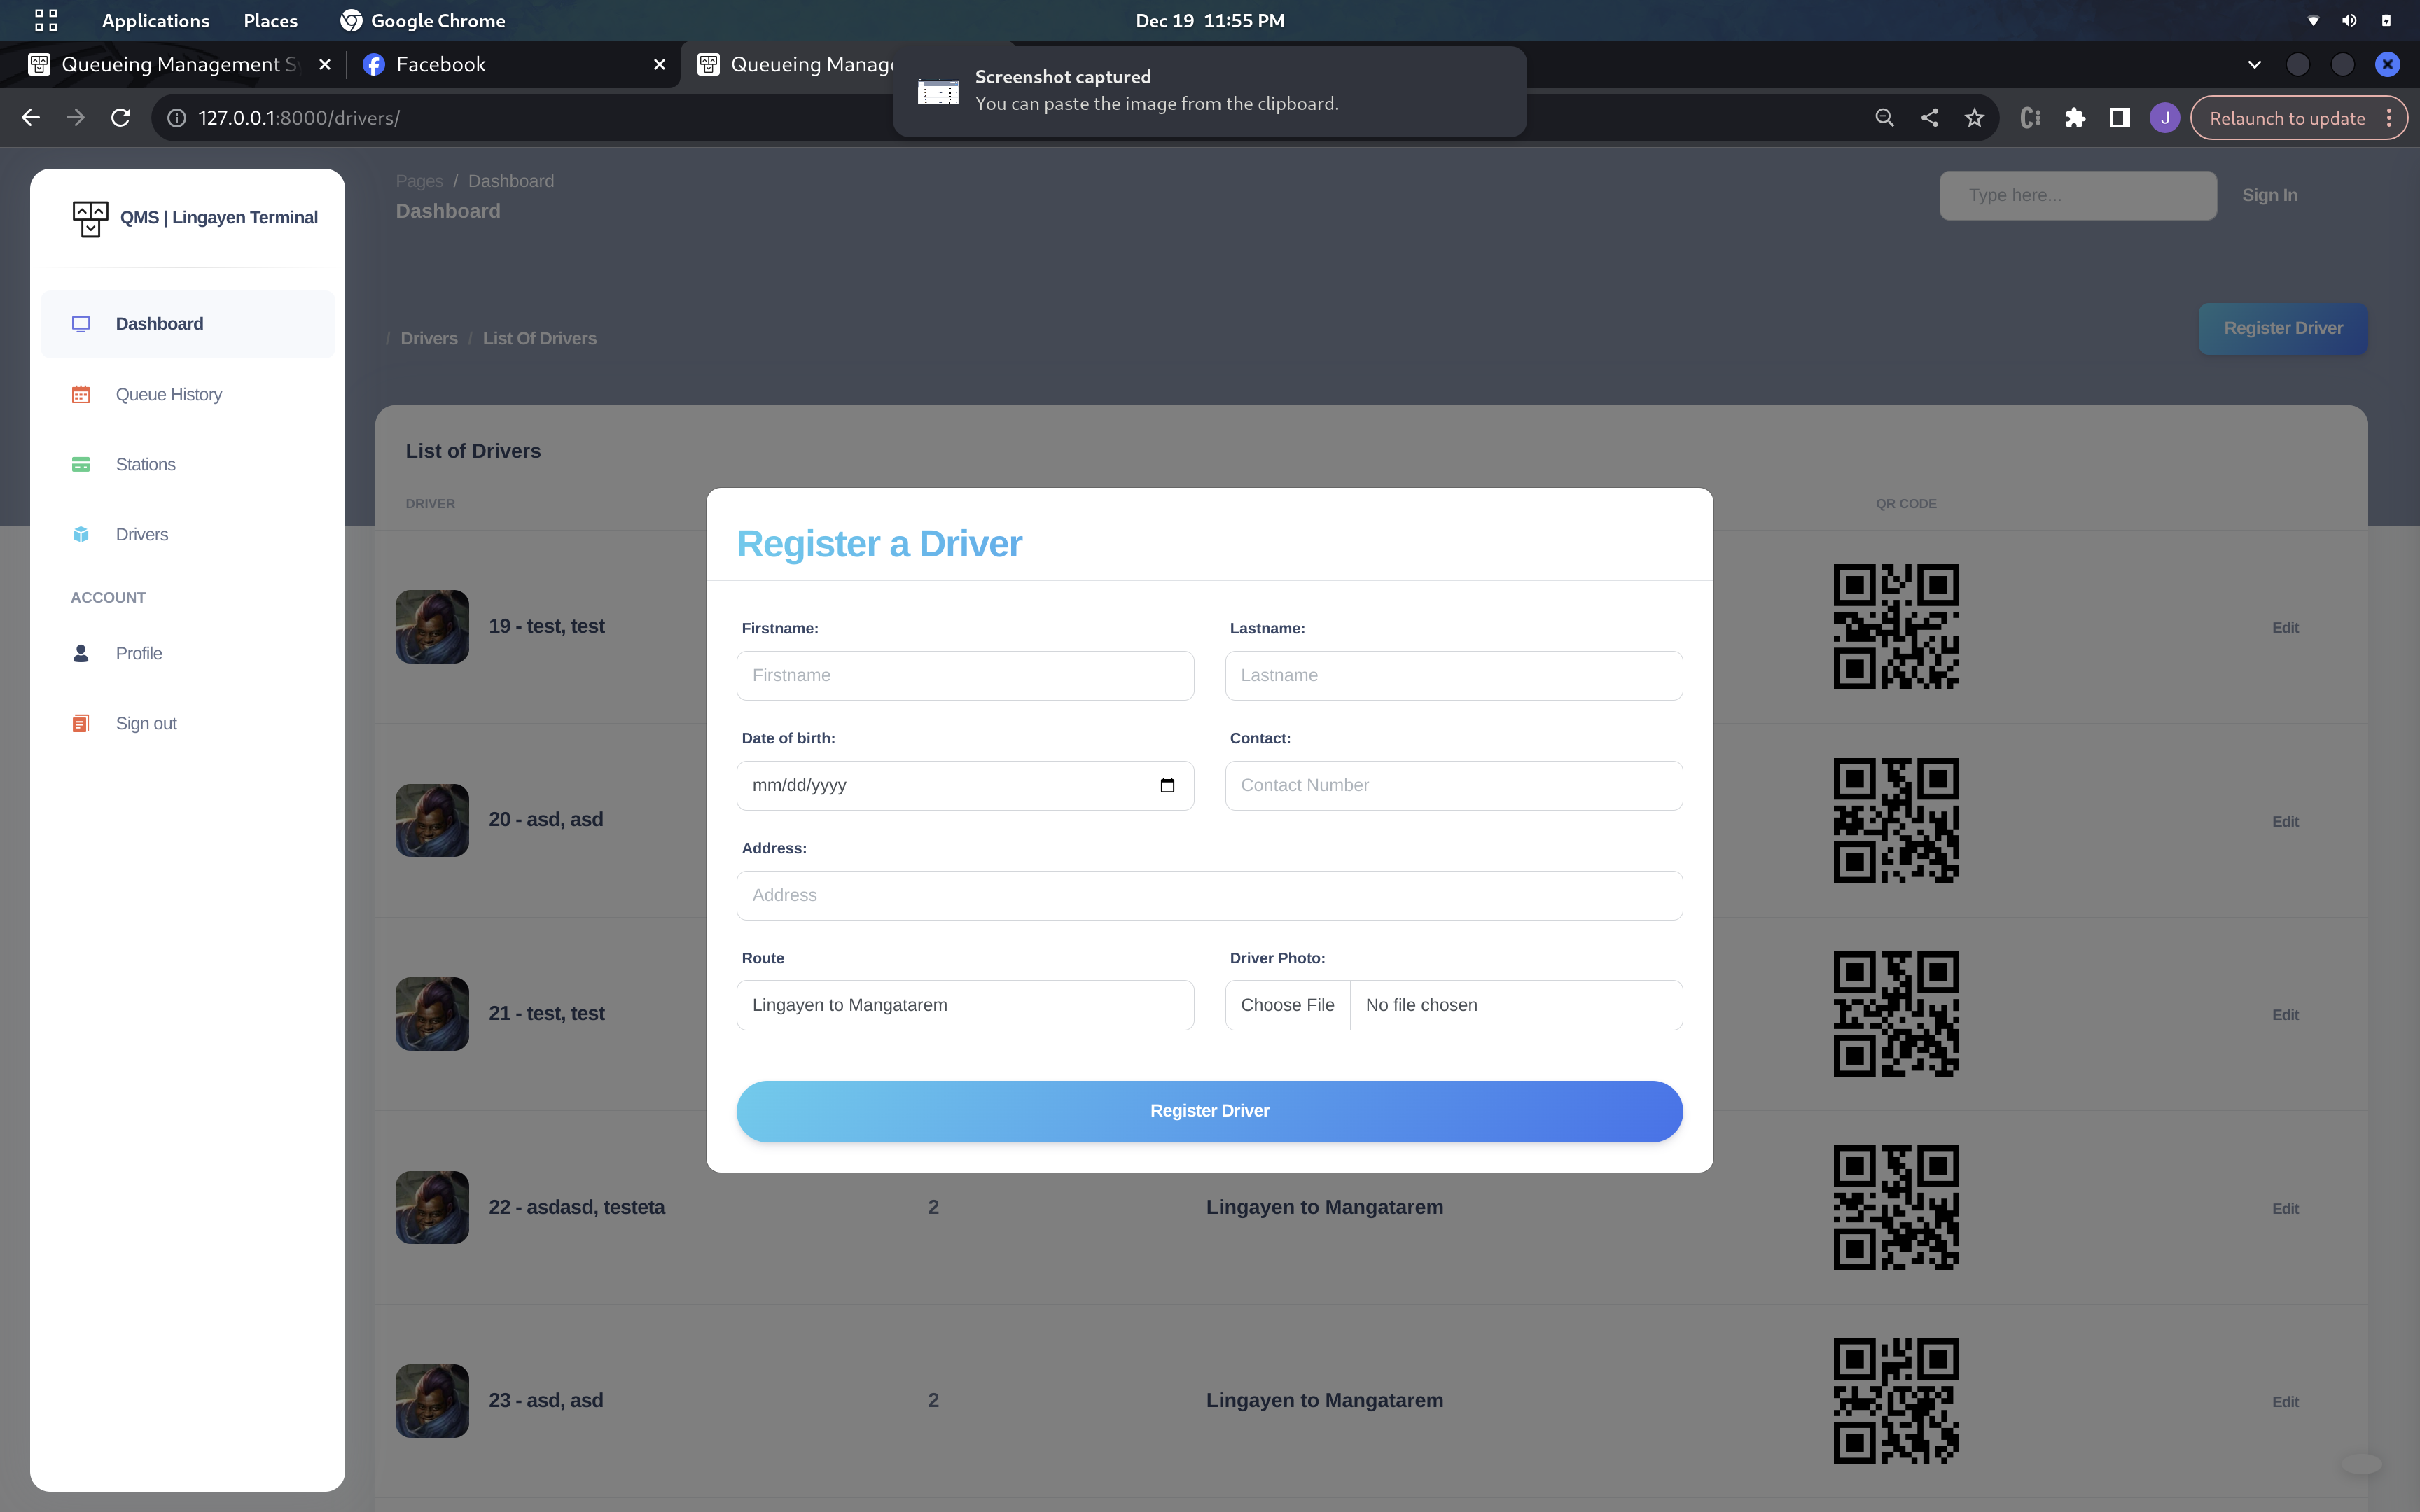 Applications Places Google Chrome Dec 19 11:55 PM
Queueing Management S Facebook Queueing Manag
Screenshot captured
You can paste the image from the clipboard.
127.0.0.1:8000/drivers/ J Relaunch to update
QMS | Lingayen Terminal
Dashboard
Queue History
Stations
Drivers
ACCOUNT
Profile
Sign out
Pages / Dashboard
Dashboard
Type here... Sign In
/ Drivers / List Of Drivers Register Driver
List of Drivers
DRIVER QR CODE
19 - test, test Edit
20 - asd, asd Edit
21 - test, test Edit
22 - asdasd, testeta 2 Lingayen to Mangatarem Edit
23 - asd, asd 2 Lingayen to Mangatarem Edit
Register a Driver
Firstname: Lastname:
Firstname Lastname
Date of birth: Contact:
mm/dd/yyyy Contact Number
Address:
Address
Route Driver Photo:
Lingayen to Mangatarem Choose File No file chosen
Register Driver